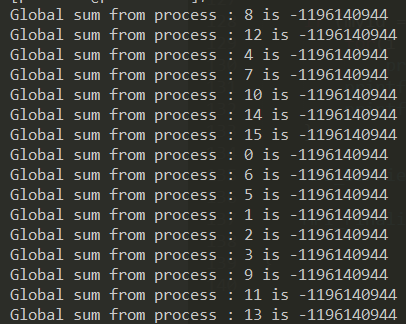 Global sum from process : 8 is -1196140944
Global sum from process : 12 is -1196140944
Global sum from process : 4 is -1196140944
Global sum from process : 7 is -1196140944
Global sum from process : 10 is -1196140944
Global sum from process : 14 is -1196140944
Global sum from process : 15 is -1196140944
Global sum from process : 0 is -1196140944
Global sum from process : 6 is -1196140944
Global sum from process : 5 is -1196140944
Global sum from process : 1 is -1196140944
Global sum from process : 2 is -1196140944
Global sum from process : 3 is -1196140944
Global sum from process : 9 is -1196140944
Global sum from process : 11 is -1196140944
Global sum from process : 13 is -1196140944